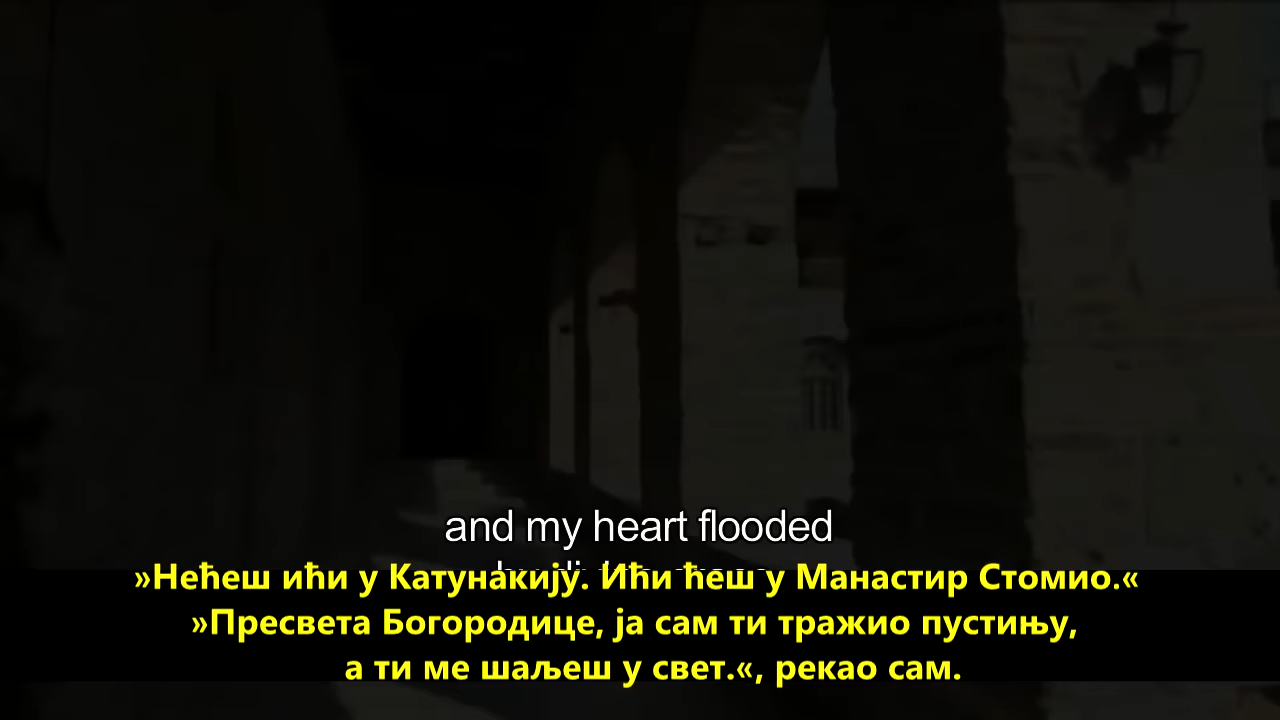 and my heart flooded
»Нећеш ићи у Катунакију. Ићи ћеш у Манастир Стомио.«
»Пресвета Богородице, ја сам ти тражио пустињу,
а ти ме шаљеш у свет.«, рекао сам.